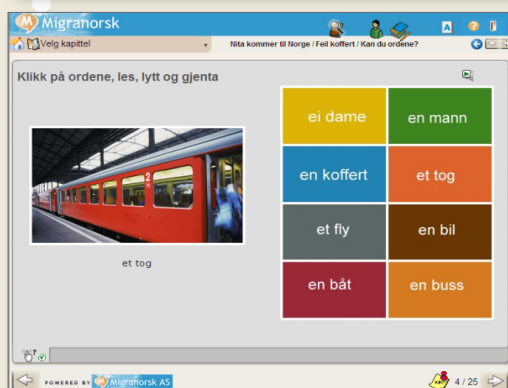 Migranorsk
Velg kapittel
Nita kommer til Norge / Feil koffert / Kan du ordene?
Klikk på ordene, les, lytt og gjenta
ei dame
en mann
en koffert
et tog
et fly
en bil
en båt
en buss
2
et tog
POWERED BY Migranorsk AS
4 / 25